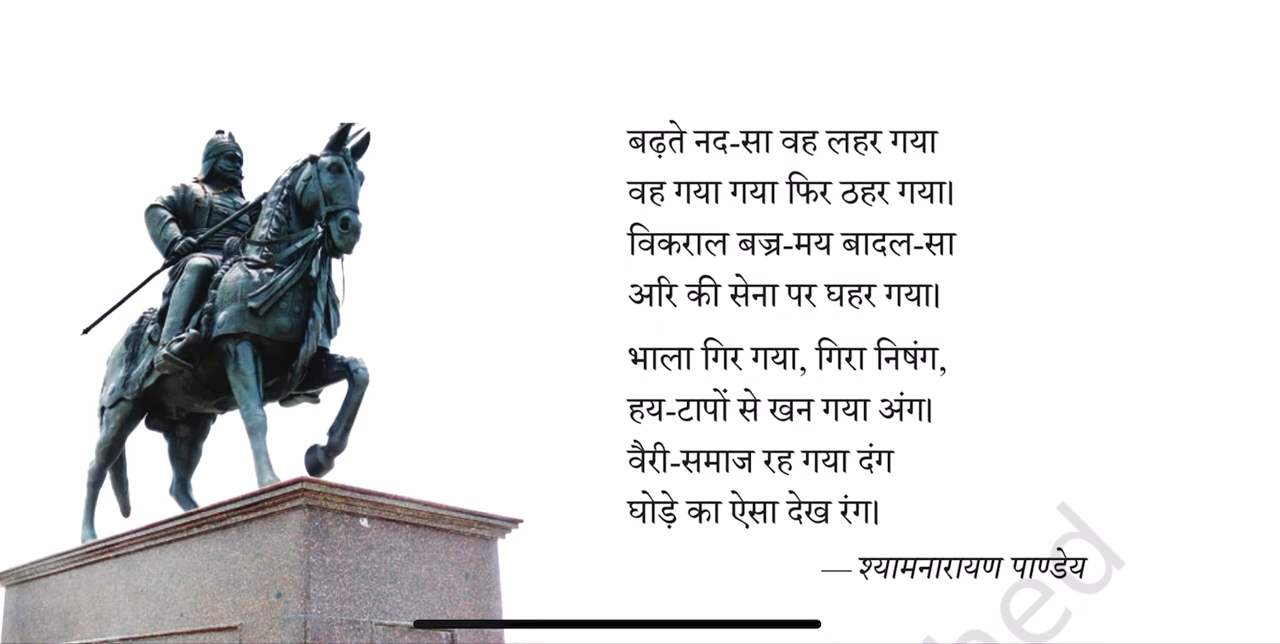 बढ़ते नद-सा वह लहर गया
वह गया गया फिर ठहर गया।
विकराल बज्र-मय बादल-सा
अरि की सेना पर घहर गया।
भाला गिर गया, गिरा निषंग,
हय-टापों से खन गया अंग।
वैरी-समाज रह गया दंग
घोड़े का ऐसा देख रंग।
— श्यामनारायण पाण्डेय